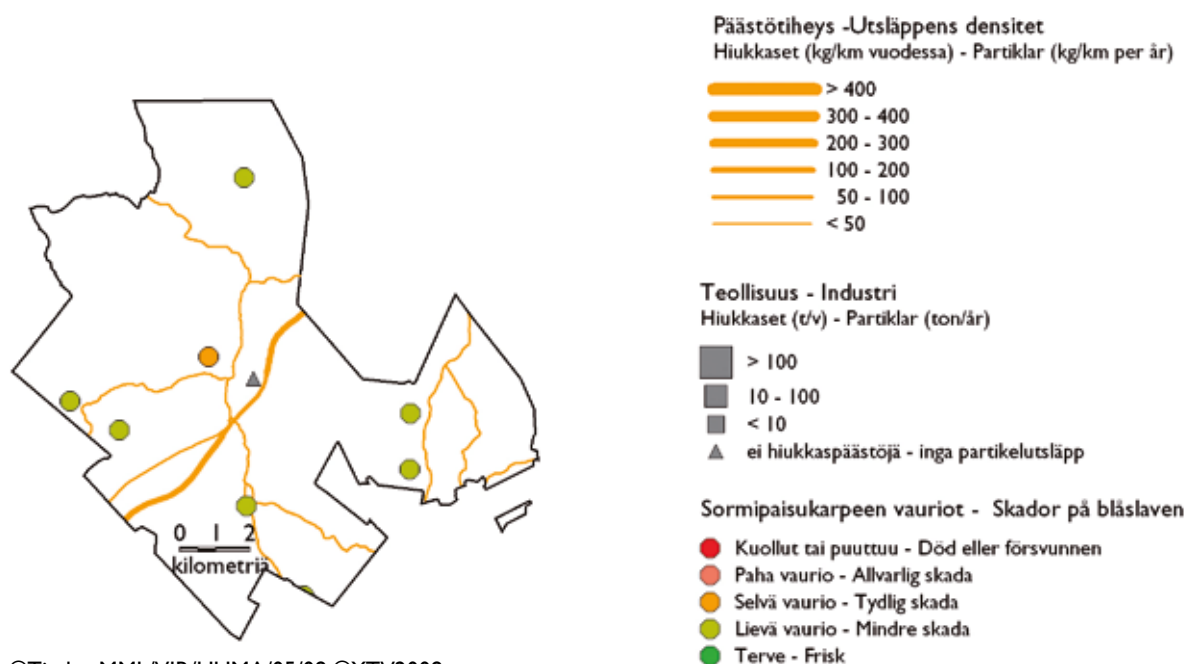 Päästötiheys -Utsläppens densitet
Hiukkaset (kg/km vuodessa) - Partiklar (kg/km per år)
> 400
300 - 400
200 - 300
100 - 200
50 - 100
< 50
Teollisuus - Industri
Hiukkaset (t/v) - Partiklar (ton/år)
> 100
10 - 100
< 10
ei hiukkaspäästöjä - inga partikelutsläpp
Sormipaisukarpeen vauriot - Skador på blåslaven
Kuollut tai puuttuu - Död eller försvunnen
Paha vaurio - Allvarlig skada
Selvä vaurio - Tydlig skada
Lievä vaurio - Mindre skada
Terve - Frisk
0 1 2
kilometriä